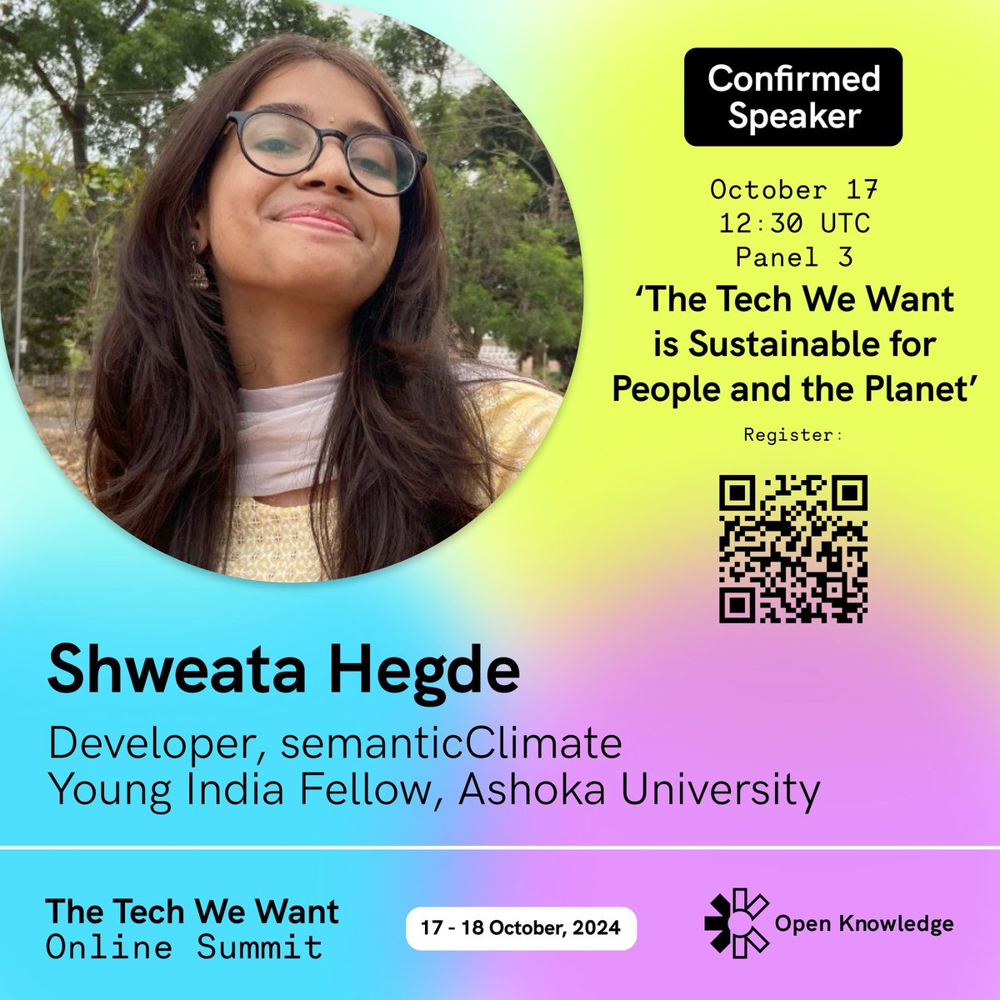 Confirmed
Speaker
October 17
12:30 UTC
Panel 3
‘The Tech We Want
is Sustainable for
People and the Planet’
Register:
Shweata Hegde
Developer, semanticClimate
Young India Fellow, Ashoka University
The Tech We Want
Online Summit
17 - 18 October, 2024
Open Knowledge